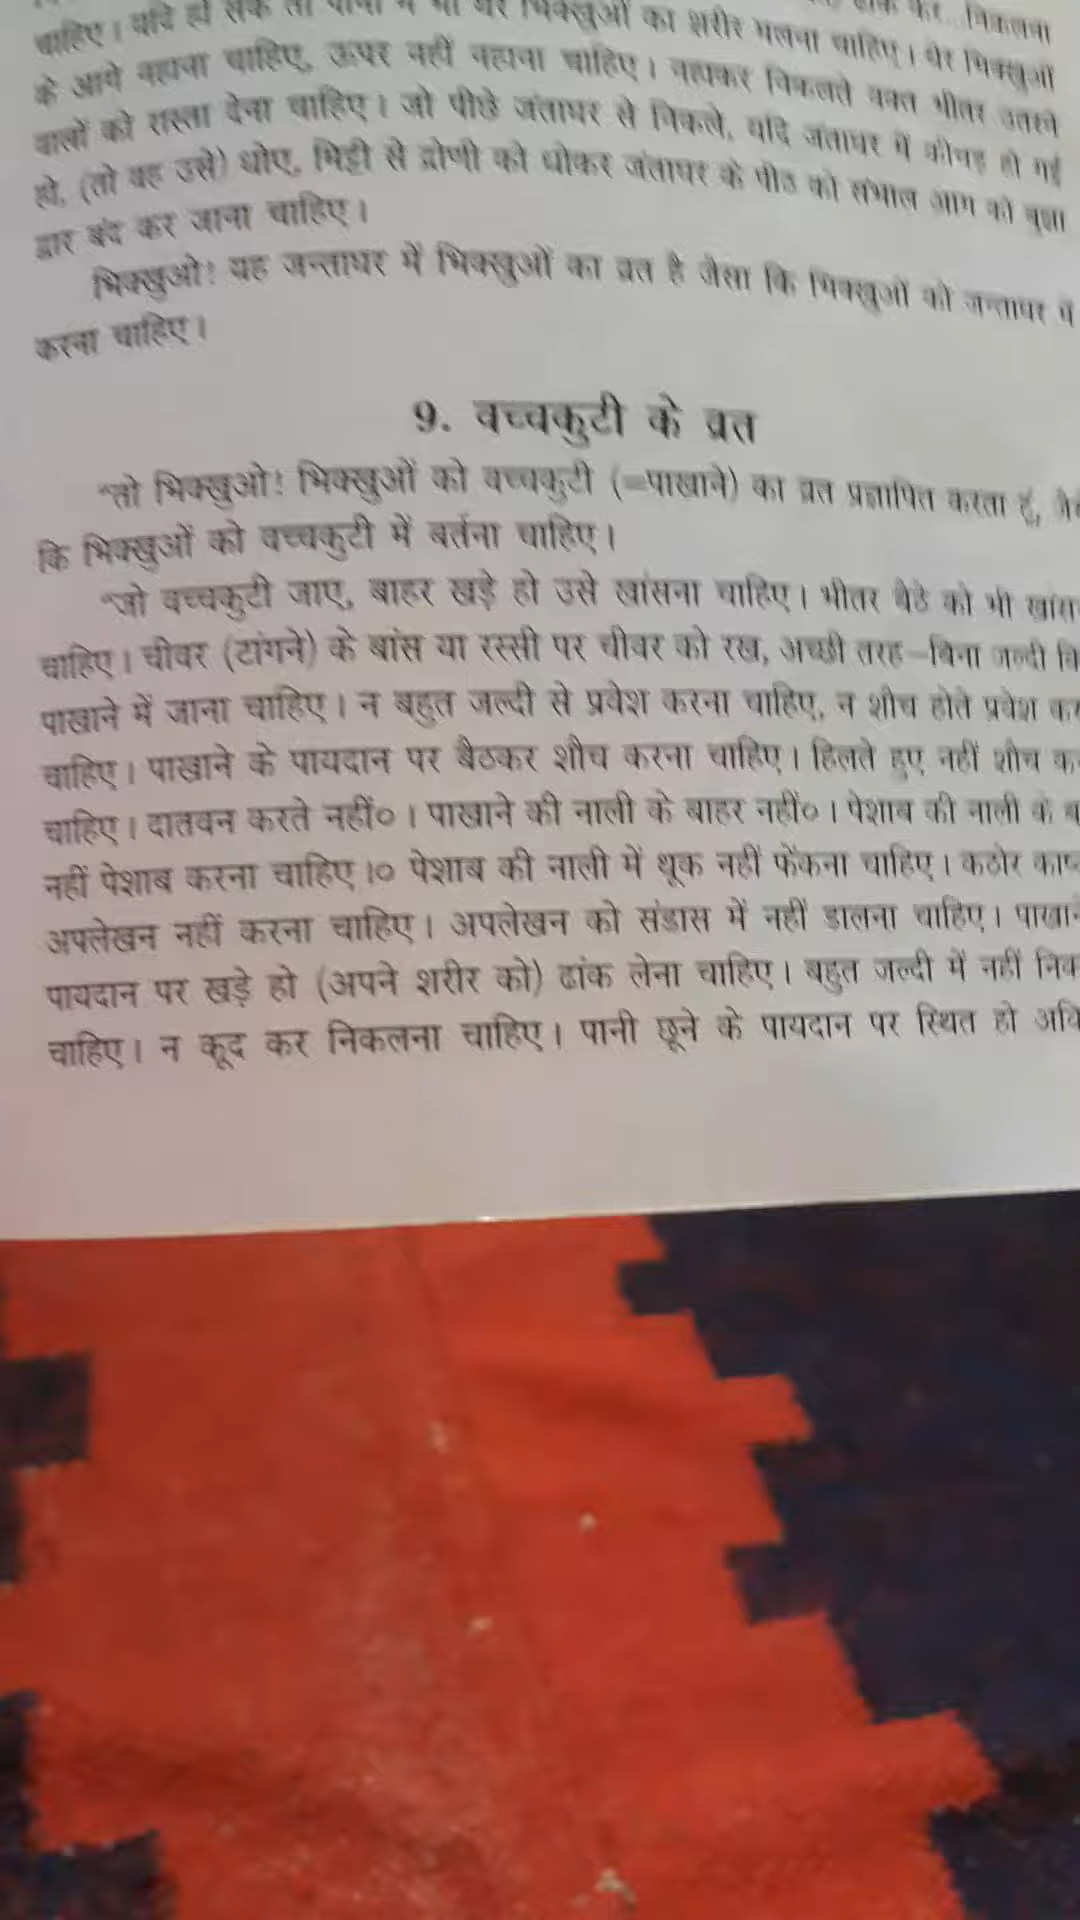 चाहिए। यदि हो सके तो पानी में भी थेर भिक्खुओं का शरीर मलना चाहिए। थेर भिक्खुओं
के आगे नहाना चाहिए, ऊपर नहीं नहाना चाहिए। नहाकर निकलते वक्त भीतर उतरने
वालों को रास्ता देना चाहिए। जो पीछे जंताघर से निकले, यदि जंताघर में कीचड़ हो गई
हो, (तो वह उसे) धोए, मिट्टी से द्रोणी को धोकर जंताघर के पीठ को संभाल आग को बुझा
द्वार बंद कर जाना चाहिए।
भिक्खुओ! यह जन्ताघर में भिक्खुओं का व्रत है जैसा कि भिक्खुओं को जन्ताघर में
करना चाहिए।
9. वच्चकुटी के व्रत
"तो भिक्खुओ! भिक्खुओं को वच्चकुटी (=पाखाने) का व्रत प्रज्ञापित करता हूं,
कि भिक्खुओं को वच्चकुटी में बर्तना चाहिए।
"जो वच्चकुटी जाए, बाहर खड़े हो उसे खांसना चाहिए। भीतर बैठे को भी खांस
चाहिए। चीवर (टांगने) के बांस या रस्सी पर चीवर को रख, अच्छी तरह–बिना जल्दी
पाखाने में जाना चाहिए। न बहुत जल्दी से प्रवेश करना चाहिए, न शौच होते प्रवेश
चाहिए। पाखाने के पायदान पर बैठकर शौच करना चाहिए। हिलते हुए नहीं शौच
चाहिए। दातवन करते नहीं०। पाखाने की नाली के बाहर नहीं०। पेशाब की नाली के
नहीं पेशाब करना चाहिए।० पेशाब की नाली में थूक नहीं फेंकना चाहिए। कठोर
अपलेखन नहीं करना चाहिए। अपलेखन को संडास में नहीं डालना चाहिए।
पायदान पर खड़े हो (अपने शरीर को) ढांक लेना चाहिए। बहुत जल्दी में नहीं
चाहिए। न कूद कर निकलना चाहिए। पानी छूने के पायदान पर स्थित हो